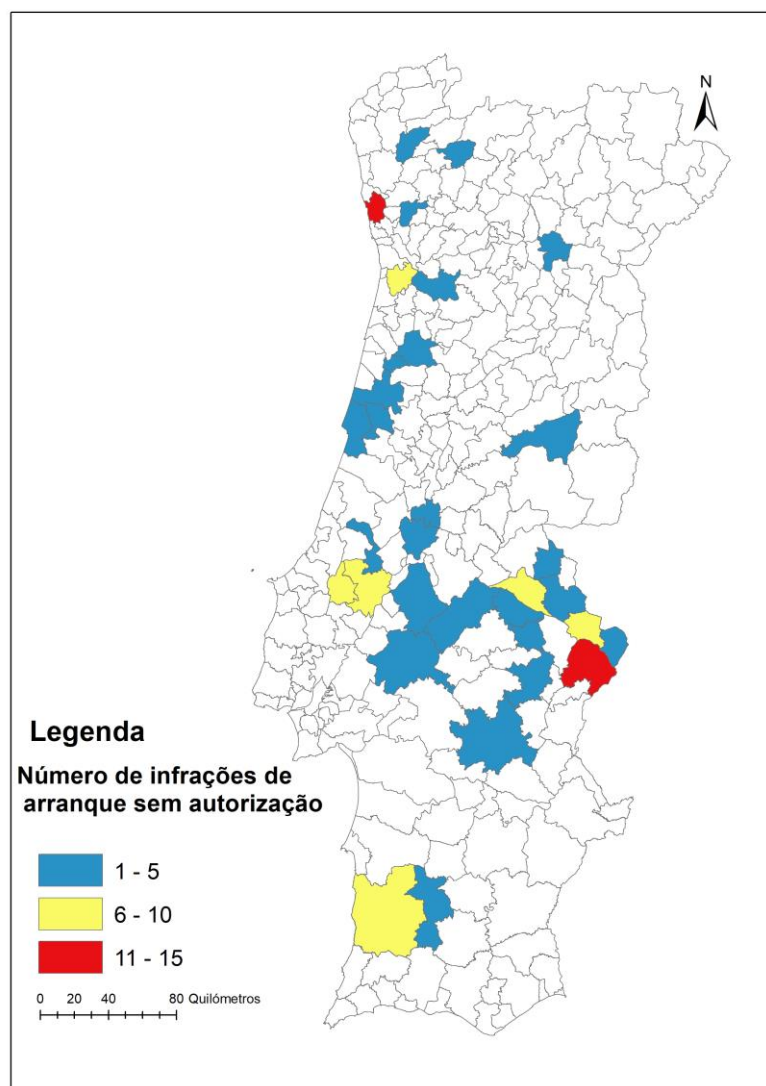 N
Legenda
Número de infrações de
arranque sem autorização
1 - 5
6 - 10
11 - 15
0 20 40 80 Quilómetros